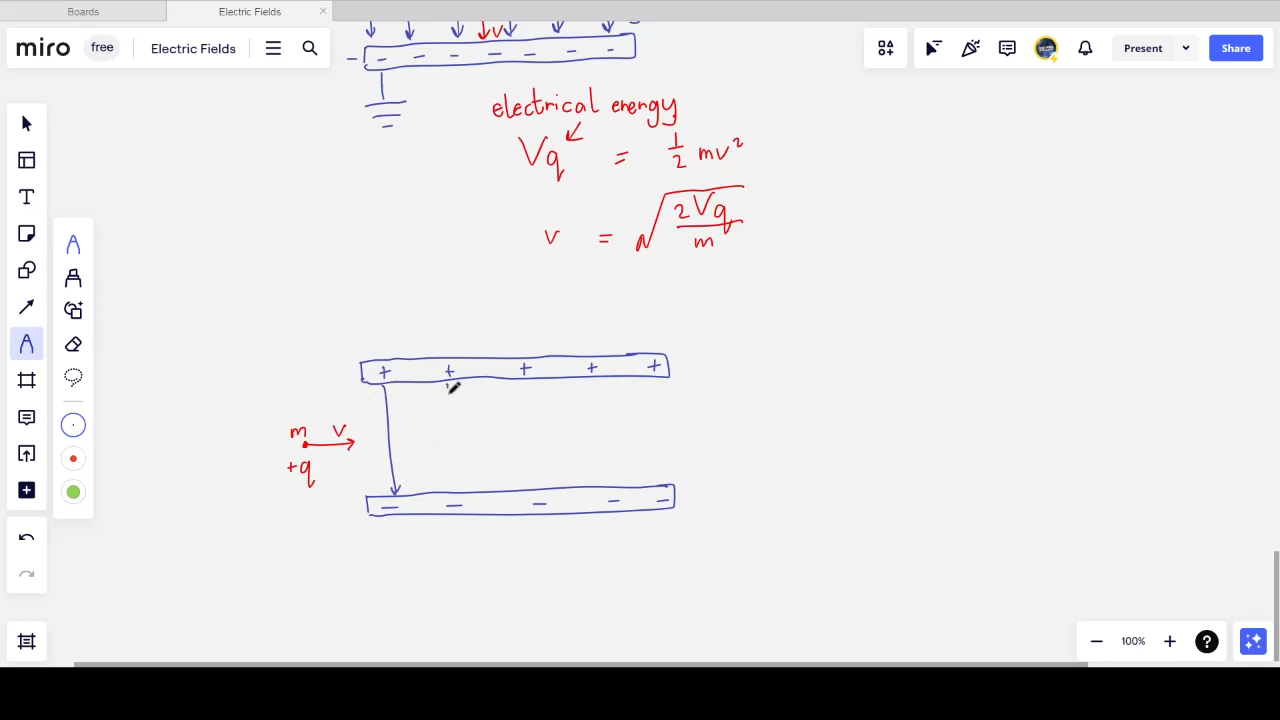 Boards
Electric Fields
miro free Electric Fields
Present
Share
v
- - - - - - -
electrical energy
Vq = 1/2 mv²
v = √(2Vq/m)
+ + + + +
m v
+q
- - - - -
100%
?